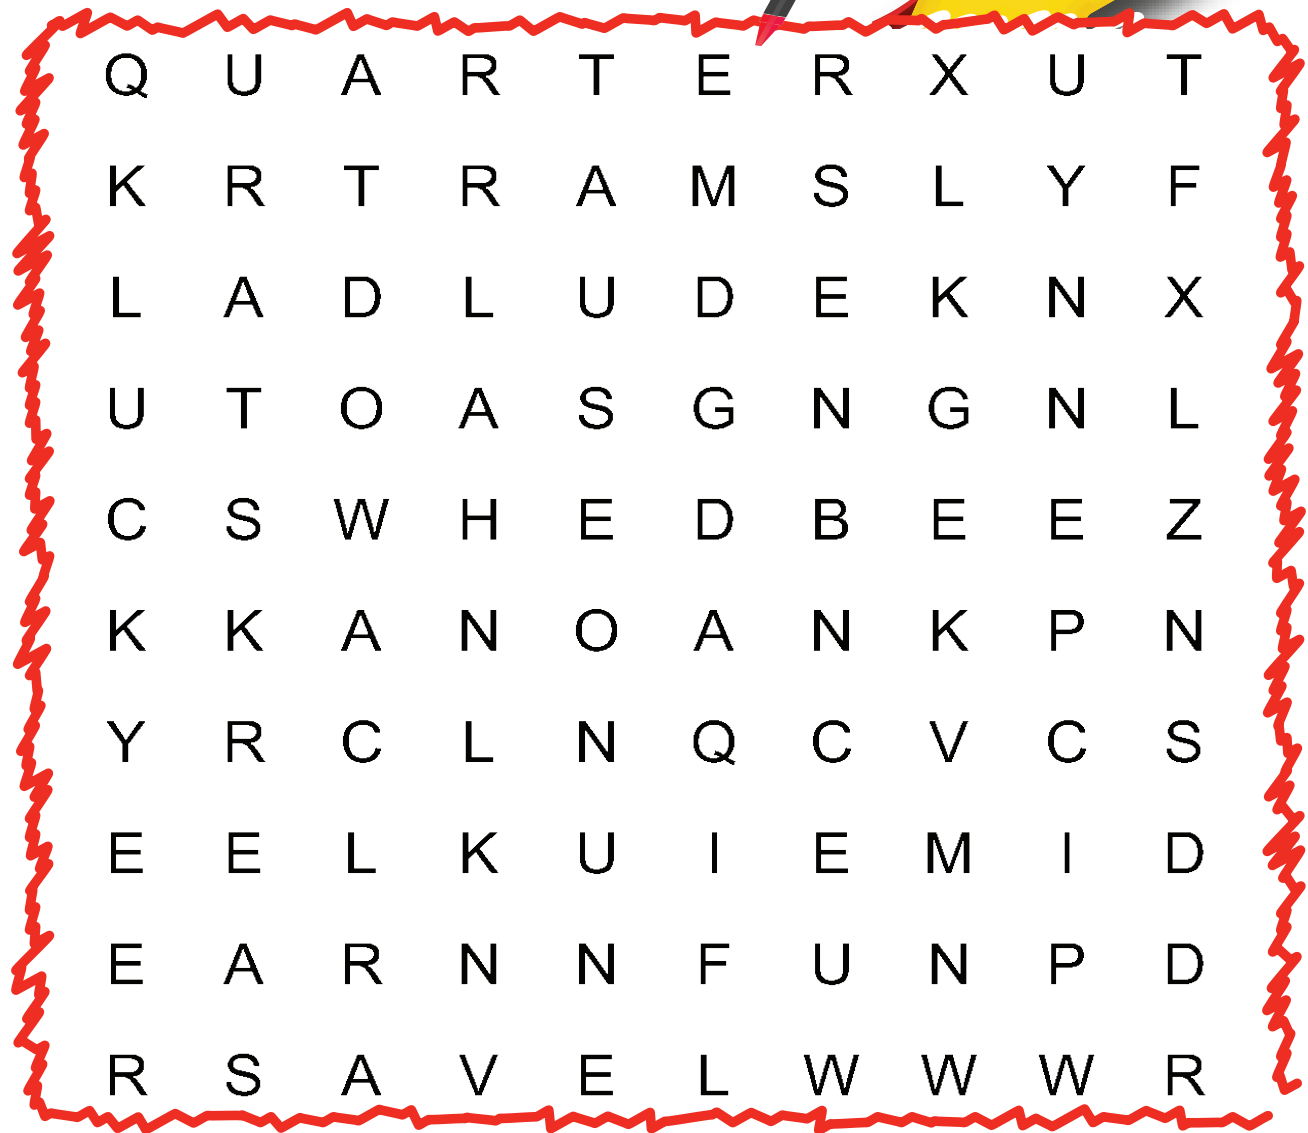 Q U A R T E R X U T
K R T R A M S L Y F
L A D L U D E K N X
U T O A S G N G N L
C S W H E D B E E Z
K K A N O A N K P N
Y R C L N Q C V C S
E E L K U I E M I D
E A R N N F U N P D
R S A V E L W W W R